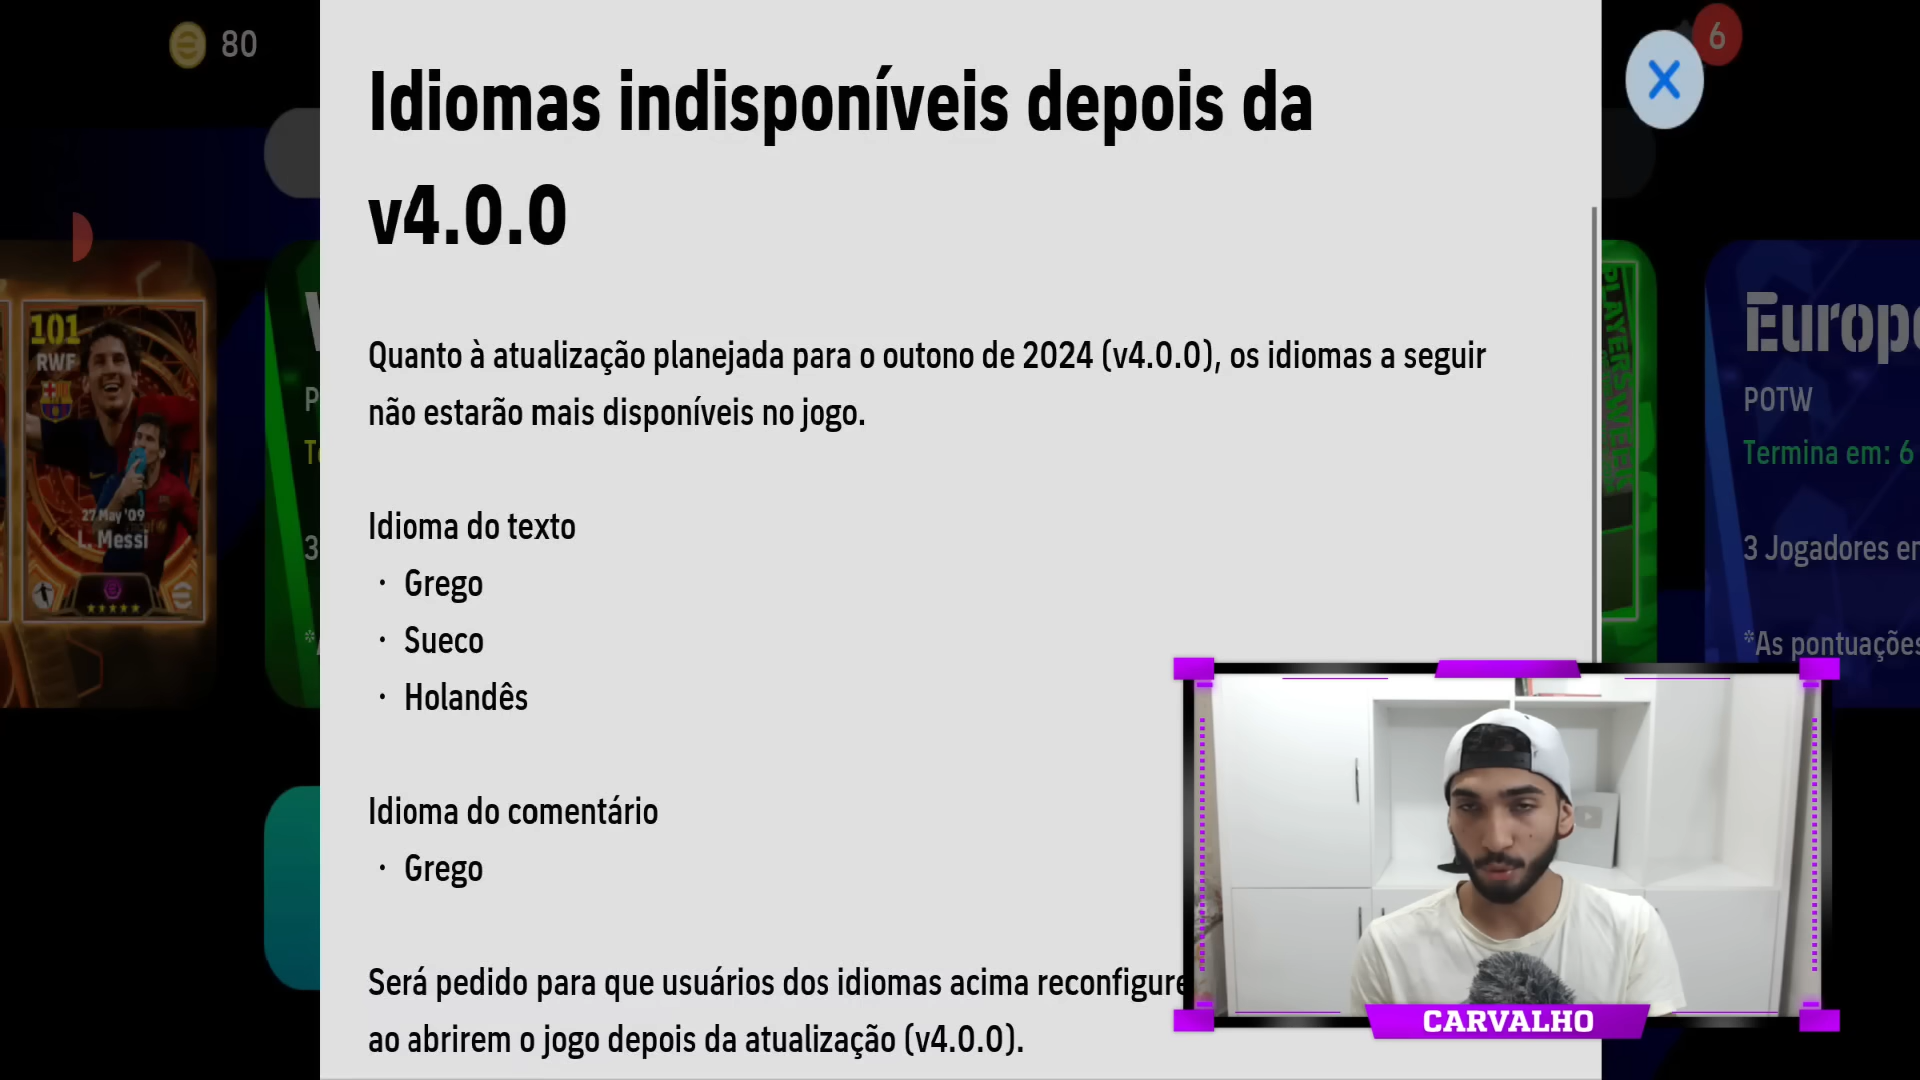 80
6
Idiomas indisponíveis depois da
v4.0.0
Quanto à atualização planejada para o outono de 2024 (v4.0.0), os idiomas a seguir
não estarão mais disponíveis no jogo.
Idioma do texto
· Grego
· Sueco
· Holandês
Idioma do comentário
· Grego
Será pedido para que usuários dos idiomas acima
ao abrirem o jogo depois da atualização (v4.0.0).
101
RWF
27 May '09
L. Messi
3
POTW
Termina em: 6
3 Jogadores
*As pontuações
CARVALHO